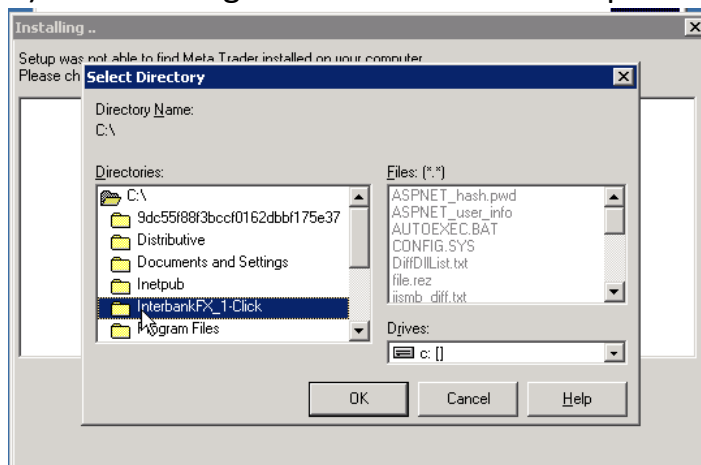 Installing ..
Setup was not able to find Meta Trader installed on your computer
Please ch
Select Directory
Directory Name:
C:\
Directories:
Files: (*.*)
C:\
9dc55f88f3bccf0162dbbf175e37
Distributive
Documents and Settings
Inetpub
InterbankFX_1-Click
Program Files
ASPNET_hash.pwd
ASPNET_user_info
AUTOEXEC.BAT
CONFIG.SYS
DiffDllList.txt
file.rez
iismb_diff.txt
Drives:
c: []
OK
Cancel
Help